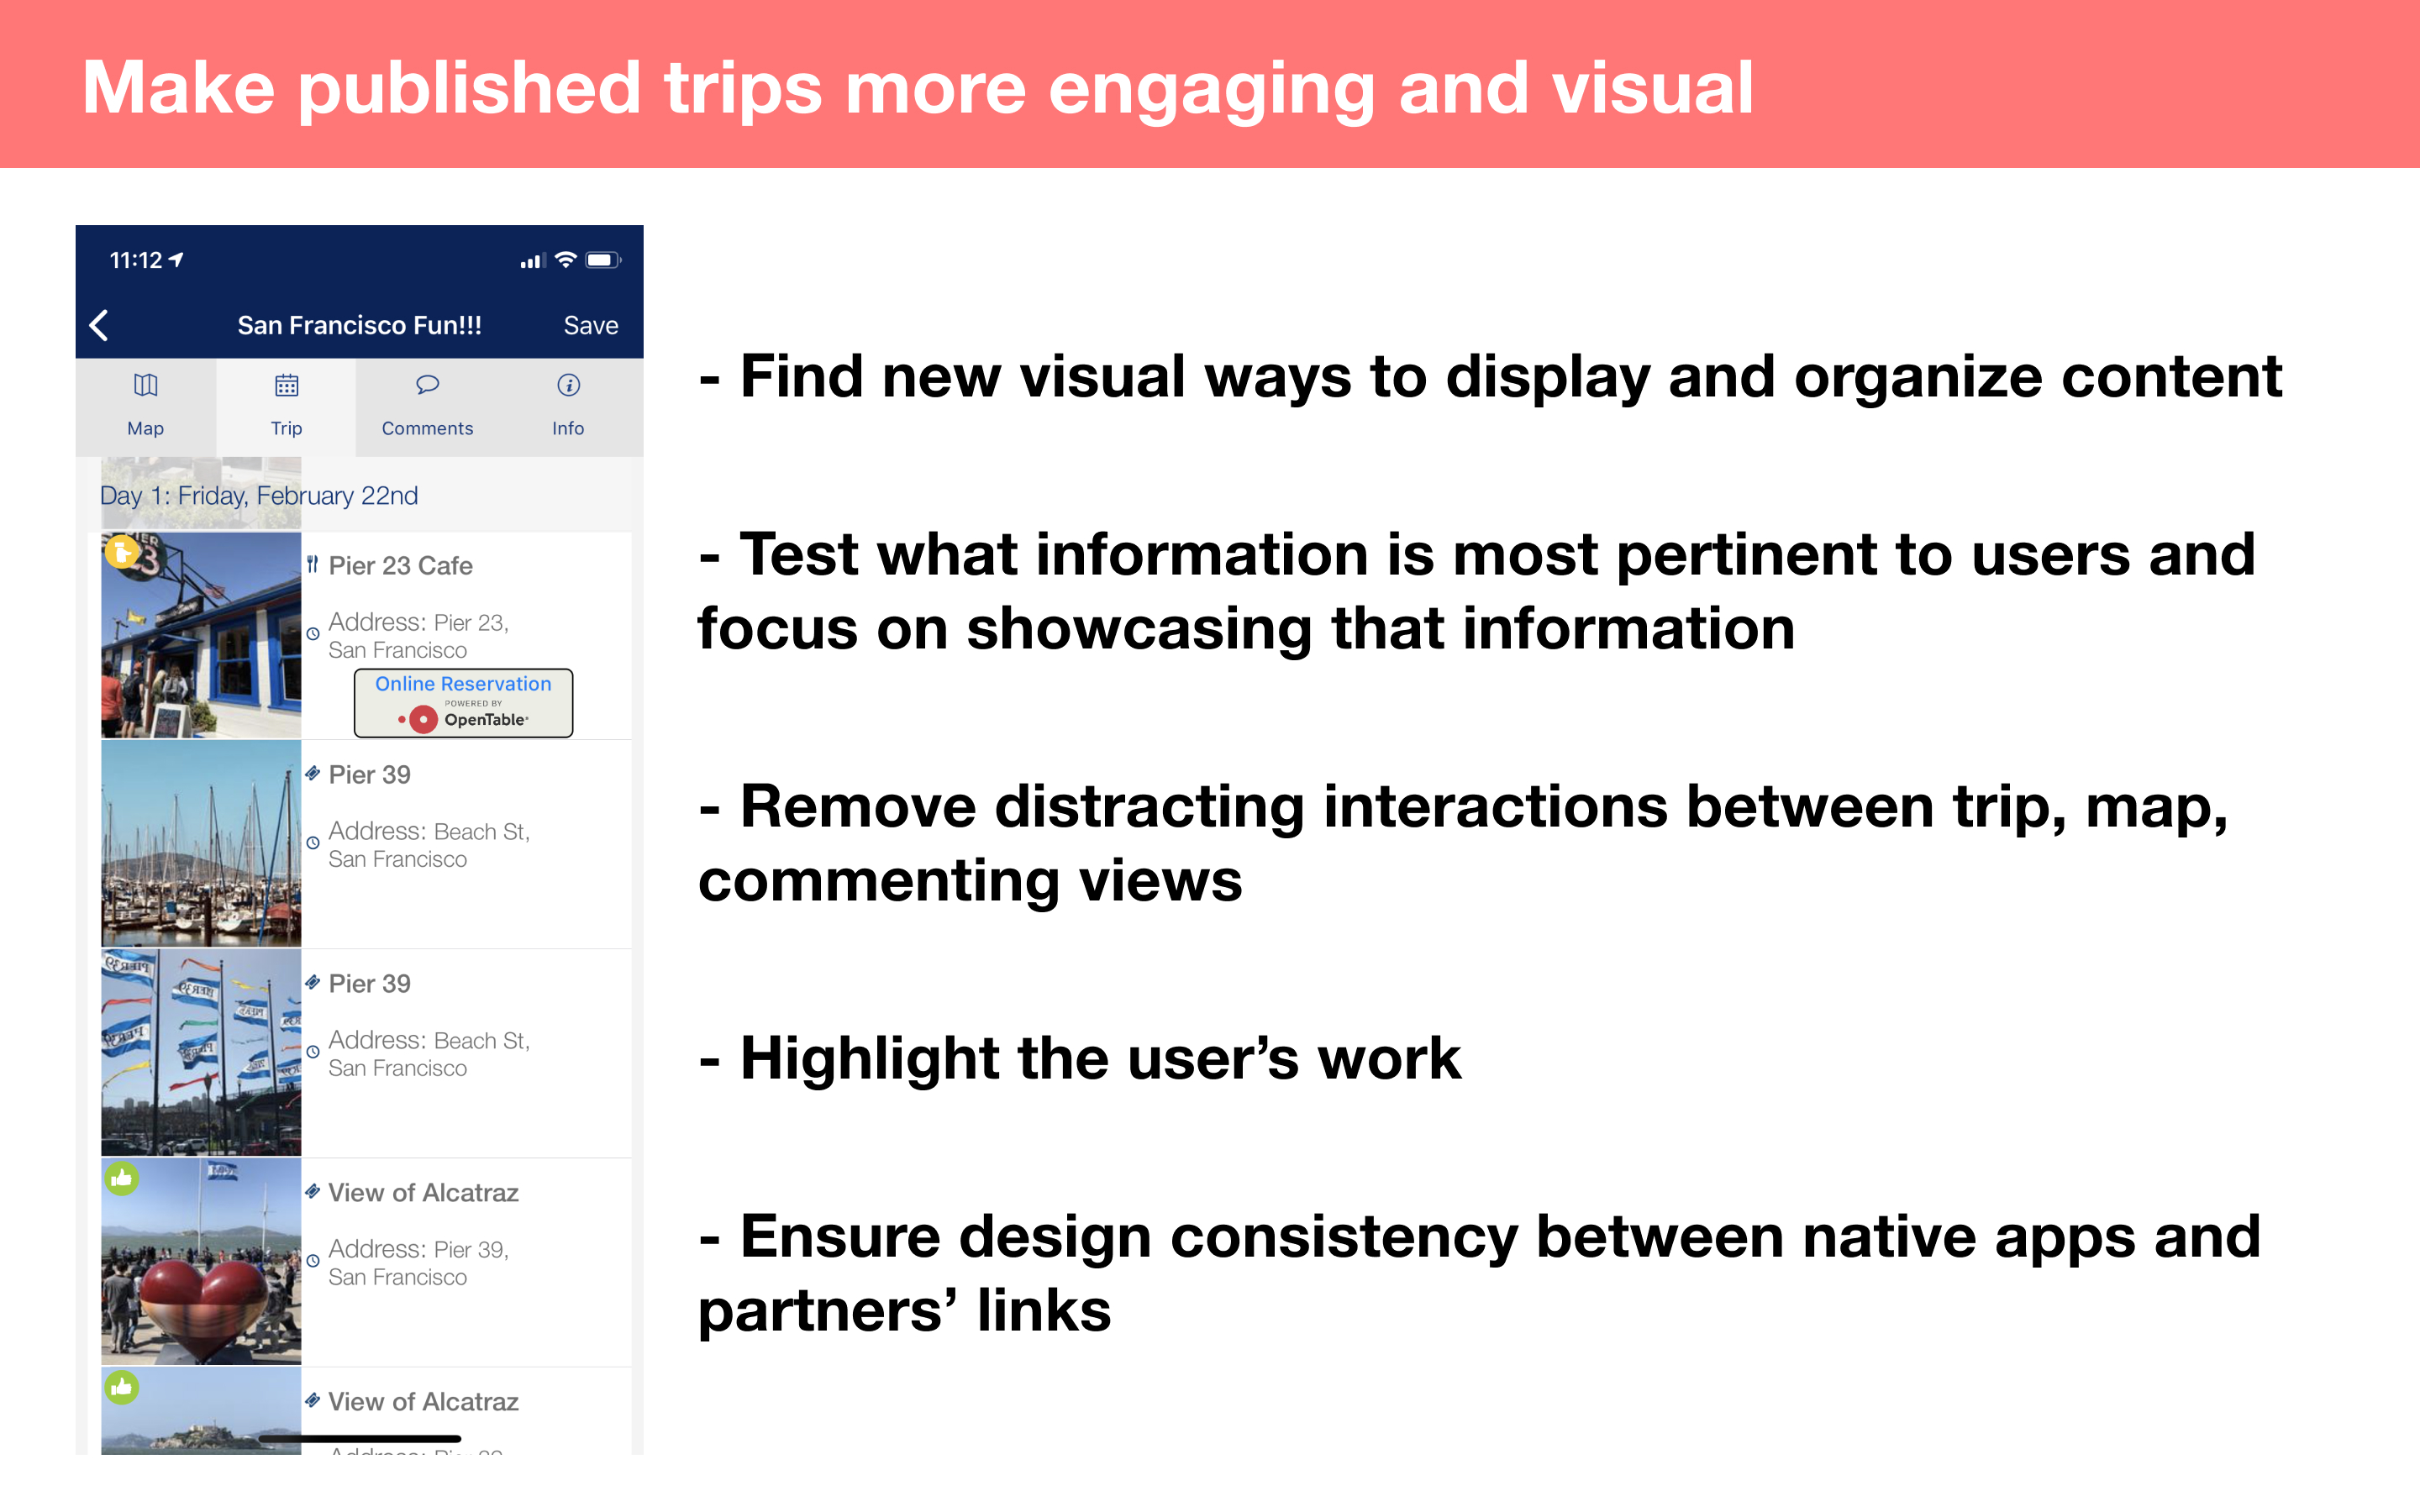 Make published trips more engaging and visual
11:12
San Francisco Fun!!!
Save
Map
Trip
Comments
Info
Day 1: Friday, February 22nd
Pier 23 Cafe
Address: Pier 23,
San Francisco
Online Reservation
POWERED BY
OpenTable
Pier 39
Address: Beach St,
San Francisco
Pier 39
Address: Beach St,
San Francisco
View of Alcatraz
Address: Pier 39,
San Francisco
View of Alcatraz
- Find new visual ways to display and organize content
- Test what information is most pertinent to users and
focus on showcasing that information
- Remove distracting interactions between trip, map,
commenting views
- Highlight the user’s work
- Ensure design consistency between native apps and
partners’ links